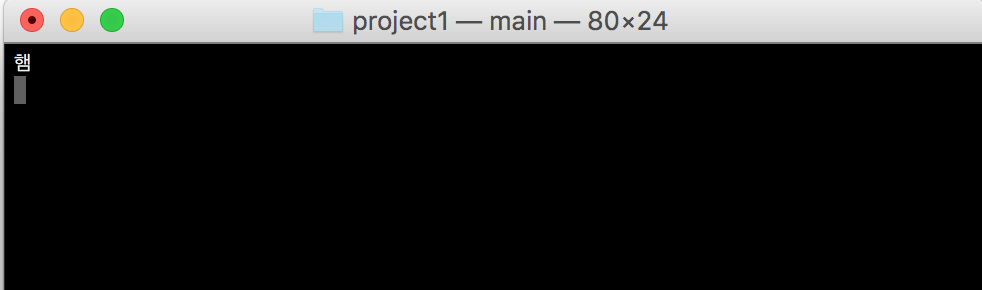 project1 — main — 80×24
햄